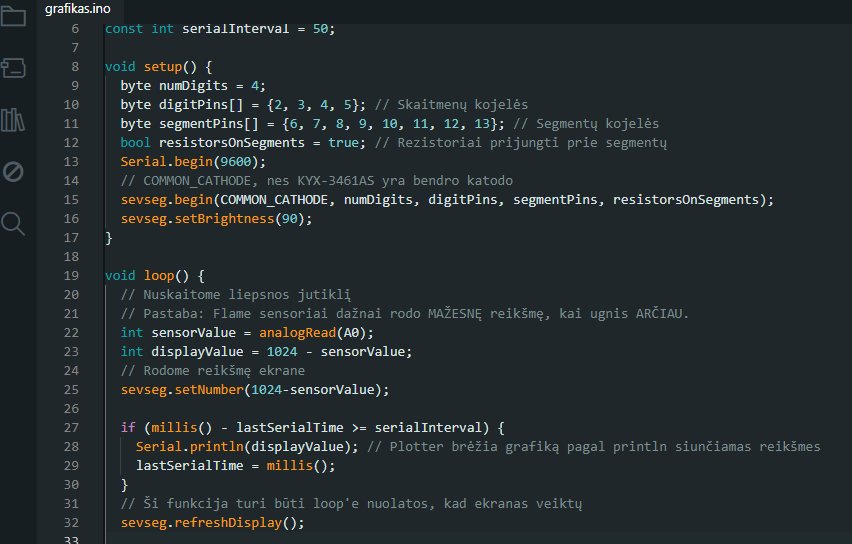 grafikas.ino
6 const int serialInterval = 50;
7
8 void setup() {
9 byte numDigits = 4;
10 byte digitPins[] = {2, 3, 4, 5}; // Skaitmenų kojelės
11 byte segmentPins[] = {6, 7, 8, 9, 10, 11, 12, 13}; // Segmentų kojelės
12 bool resistorsOnSegments = true; // Rezistoriai prijungti prie segmentų
13 Serial.begin(9600);
14 // COMMON_CATHODE, nes KYX-3461AS yra bendro katodo
15 sevseg.begin(COMMON_CATHODE, numDigits, digitPins, segmentPins, resistorsOnSegments);
16 sevseg.setBrightness(90);
17 }
18
19 void loop() {
20 // Nuskaitome liepsnos jutiklį
21 // Pastaba: Flame sensoriai dažnai rodo MAŽESNĘ reikšmę, kai ugnis ARČIAU.
22 int sensorValue = analogRead(A0);
23 int displayValue = 1024 - sensorValue;
24 // Rodome reikšmę ekrane
25 sevseg.setNumber(1024-sensorValue);
26
27 if (millis() - lastSerialTime >= serialInterval) {
28 Serial.println(displayValue); // Plotter brėžia grafiką pagal println siunčiamas reikšmes
29 lastSerialTime = millis();
30 }
31 // Ši funkcija turi būti loop'e nuolatos, kad ekranas veiktų
32 sevseg.refreshDisplay();
33